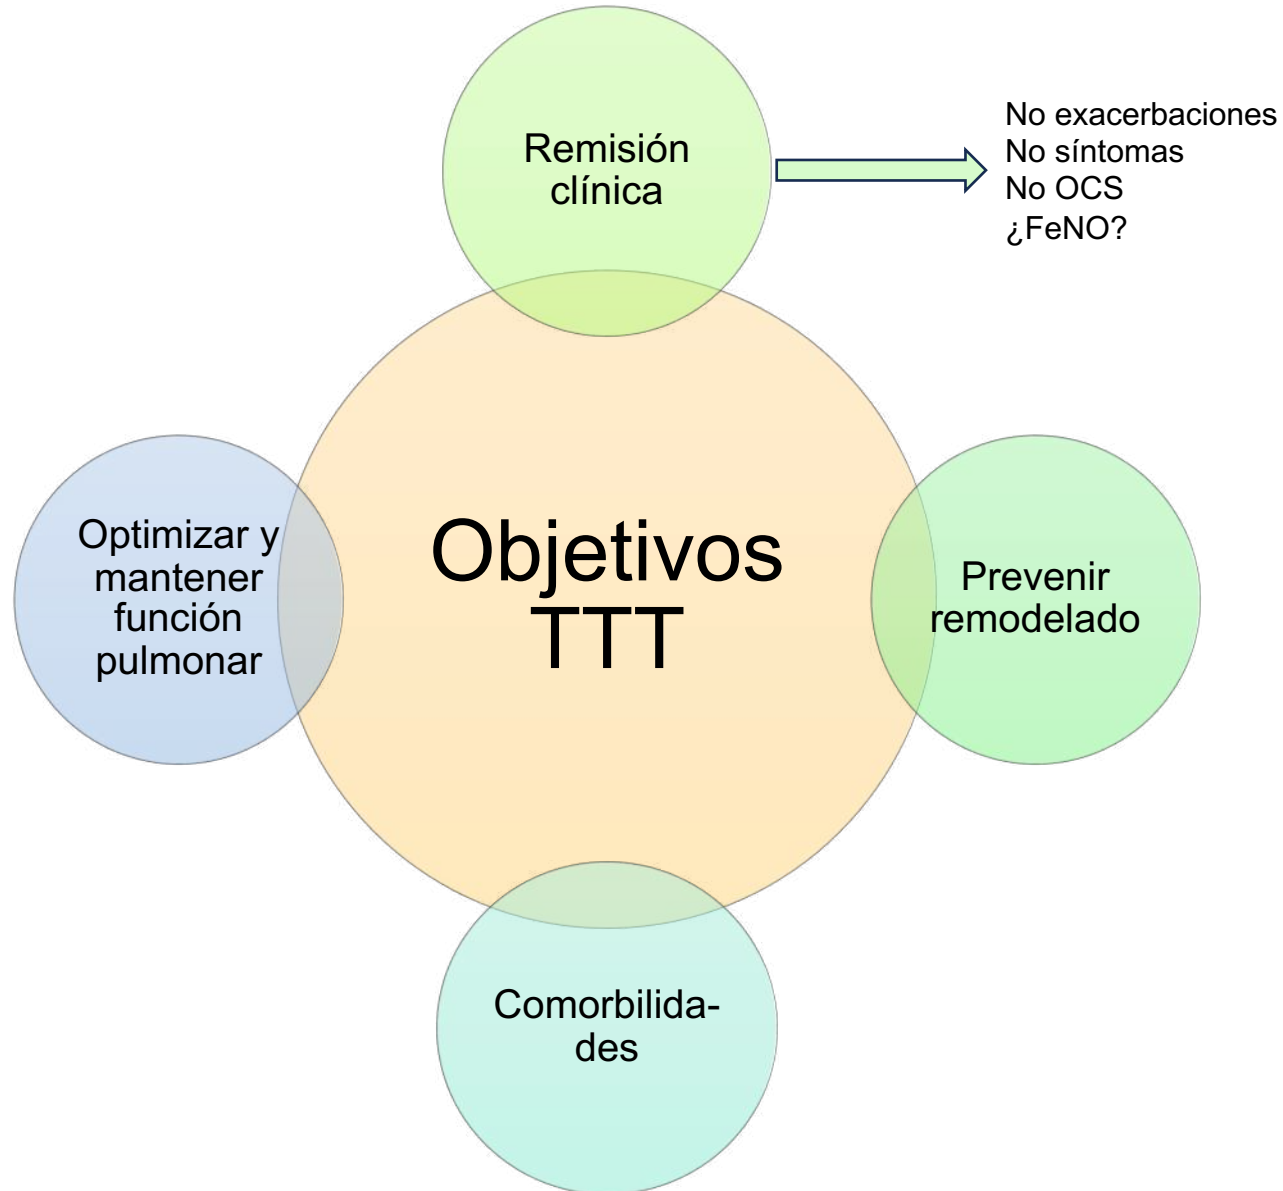 Remisión
clínica
No exacerbaciones
No síntomas
No OCS
¿FeNO?
Optimizar y
mantener
función
pulmonar
Objetivos
TTT
Prevenir
remodelado
Comorbilida-
des